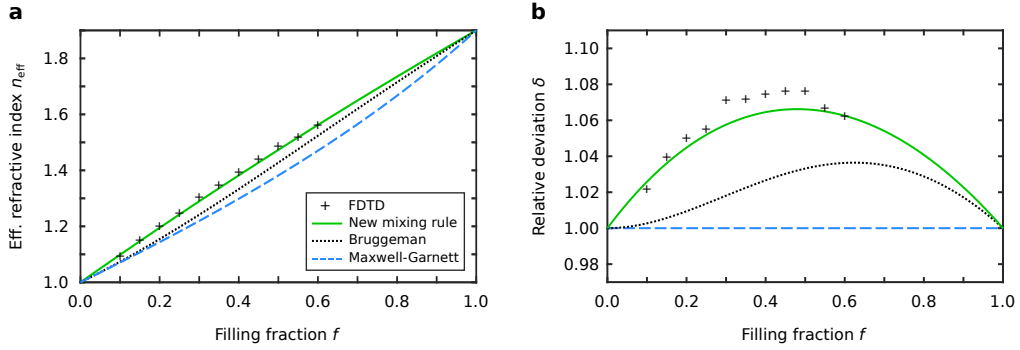 a
Eff. refractive index n_eff
1.8
1.6
1.4
1.2
1.0
0.0 0.2 0.4 0.6 0.8 1.0
Filling fraction f
FDTD
New mixing rule
Bruggeman
Maxwell-Garnett
b
Relative deviation δ
1.10
1.08
1.06
1.04
1.02
1.00
0.98
0.0 0.2 0.4 0.6 0.8 1.0
Filling fraction f